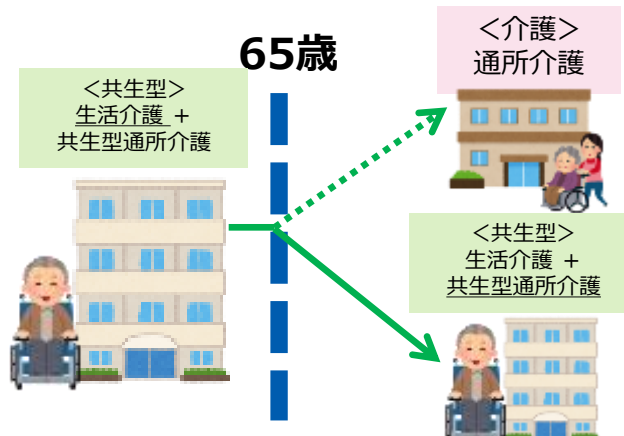 65歳
＜共生型＞
生活介護 +
共生型通所介護
＜介護＞
通所介護
＜共生型＞
生活介護 +
共生型通所介護